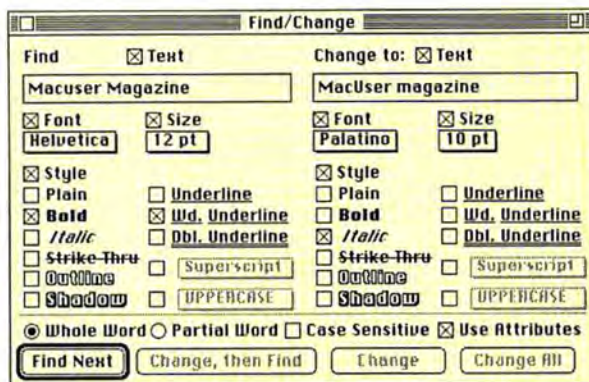 Find/Change
Find Text Change to: Text
Macuser Magazine MacUser magazine
Font Size Font Size
Helvetica 12 pt Palatino 10 pt
Style Style
Plain Underline Plain Underline
Bold Wd. Underline Bold Wd. Underline
Italic Dbl. Underline Italic Dbl. Underline
Strike Thru Superscript Strike Thru Superscript
Outline Outline
Shadow UPPERCASE Shadow UPPERCASE
Whole Word Partial Word Case Sensitive Use Attributes
Find Next Change, then Find Change Change All